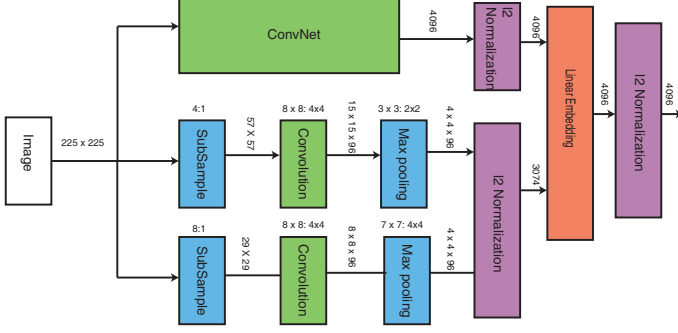 ConvNet
4096
l2 Normalization
4096
Linear Embedding
4096
l2 Normalization
4096
Image
225 x 225
4:1
SubSample
57 X 57
8 x 8: 4x4
Convolution
15 x 15 x 96
3 x 3: 2x2
Max pooling
4 x 4 x 96
l2 Normalization
3074
8:1
SubSample
29 X 29
8 x 8: 4x4
Convolution
8 x 8 x 96
7 x 7: 4x4
Max pooling
4 x 4 x 96